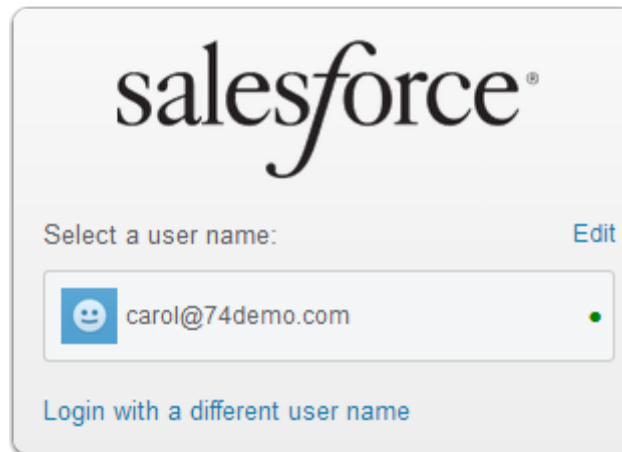 salesforce®
Select a user name:
Edit
carol@74demo.com
Login with a different user name